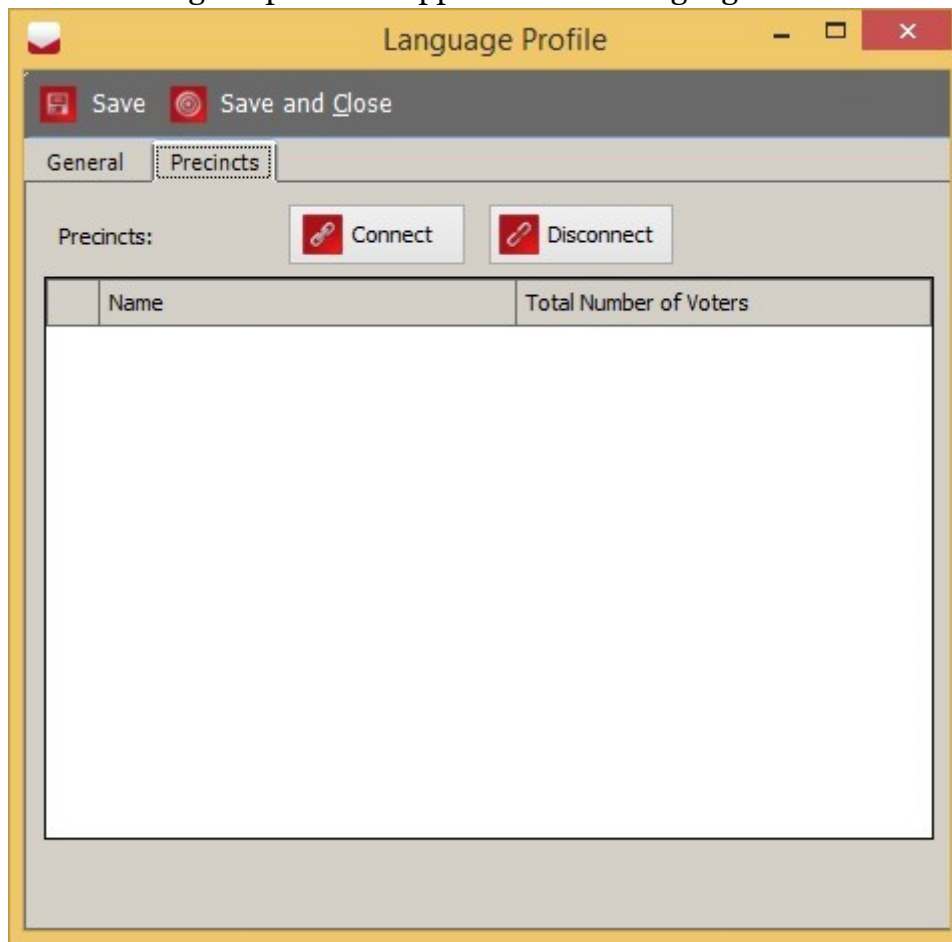 Language Profile
Save Save and Close
General Precincts
Precincts: Connect Disconnect
Name Total Number of Voters